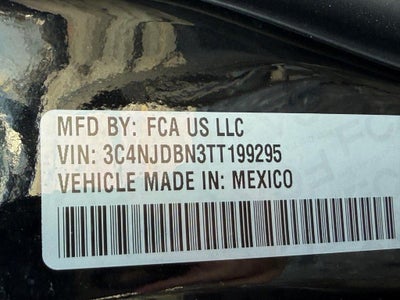 MFD BY: FCA US LLC
VIN: 3C4NJDBN3TT199295
VEHICLE MADE IN: MEXICO